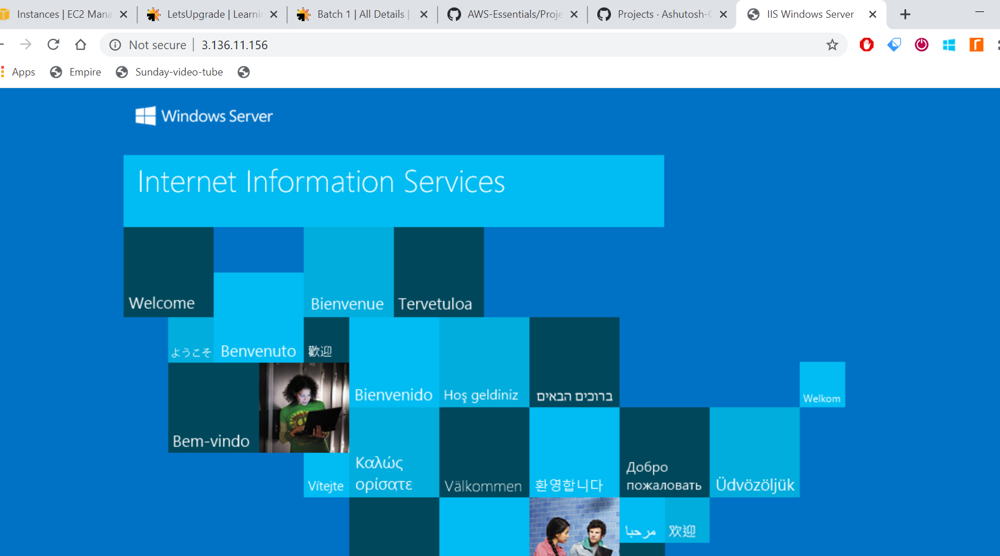 Instances | EC2 Mana
LetsUpgrade | Learni
Batch 1 | All Details |
AWS-Essentials/Proje
Projects · Ashutosh-C
IIS Windows Server
Not secure | 3.136.11.156
Apps
Empire
Sunday-video-tube
Windows Server
Internet Information Services
Welcome
Bienvenue
Tervetuloa
ようこそ
Benvenuto
歡迎
Bienvenido
Hoş geldiniz
ברוכים הבאים
Welkom
Bem-vindo
Vítejte
Καλώς
ορίσατε
Välkommen
환영합니다
Добро
пожаловать
Üdvözöljük
مرحبا
欢迎